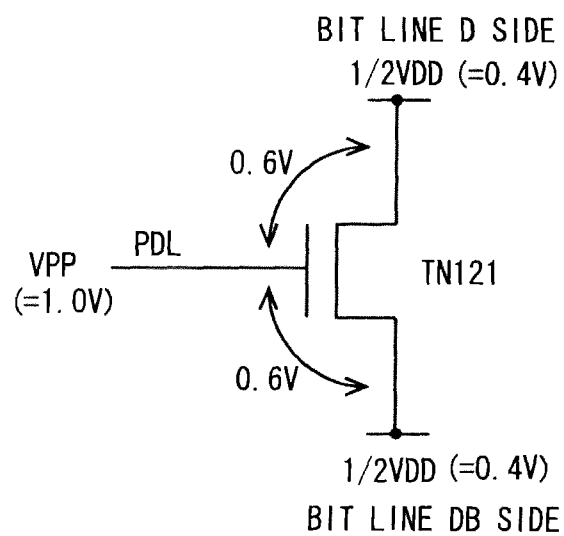 BIT LINE D SIDE
1/2VDD (=0.4V)
0.6V
PDL
VPP
(=1.0V)
TN121
0.6V
1/2VDD (=0.4V)
BIT LINE DB SIDE